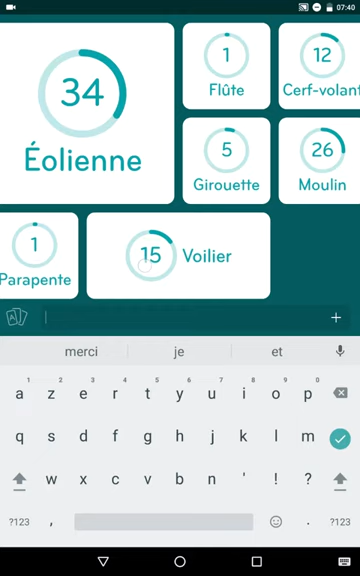 07:40
34
Éolienne
1
Flûte
12
Cerf-volant
5
Girouette
26
Moulin
1
Parapente
15
Voilier
A
merci je et
1 2 3 4 5 6 7 8 9 0
a z e r t y u i o p
q s d f g h j k l m
w x c v b n ' ! ?
?123 , . ?123